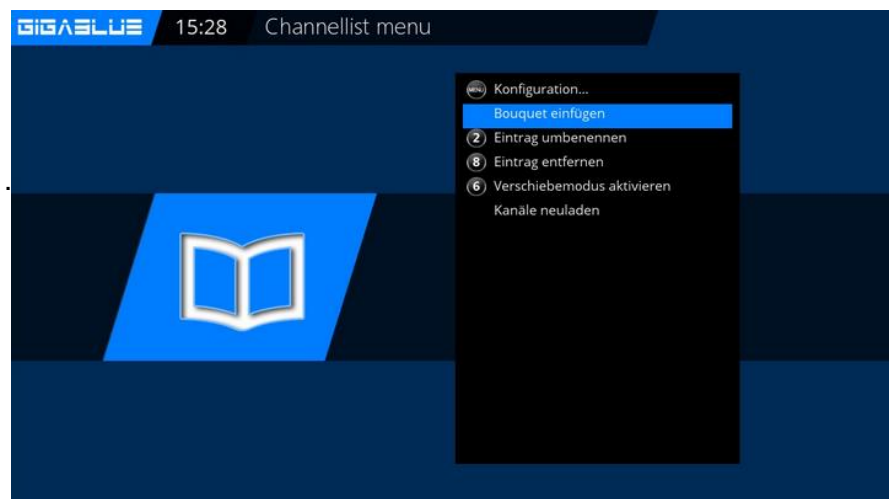 GIGABLUE 15:28 Channellist menu
MENU Konfiguration...
Bouquet einfügen
2 Eintrag umbenennen
8 Eintrag entfernen
6 Verschiebemodus aktivieren
Kanäle neuladen
.